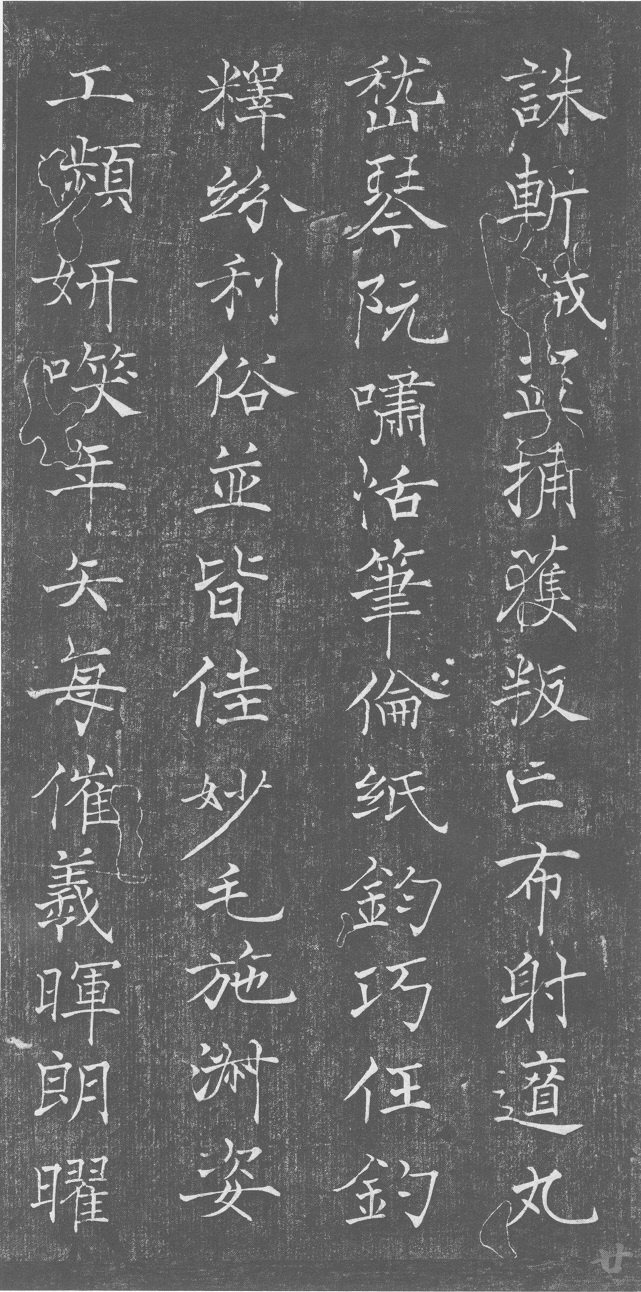 誅斬賊盜捕獲叛亡布射遼丸
嵇琴阮嘯恬筆倫紙鈞巧任釣
釋紛利俗並皆佳妙毛施淑姿
工顰妍笑年矢每催羲暉朗曜
廿